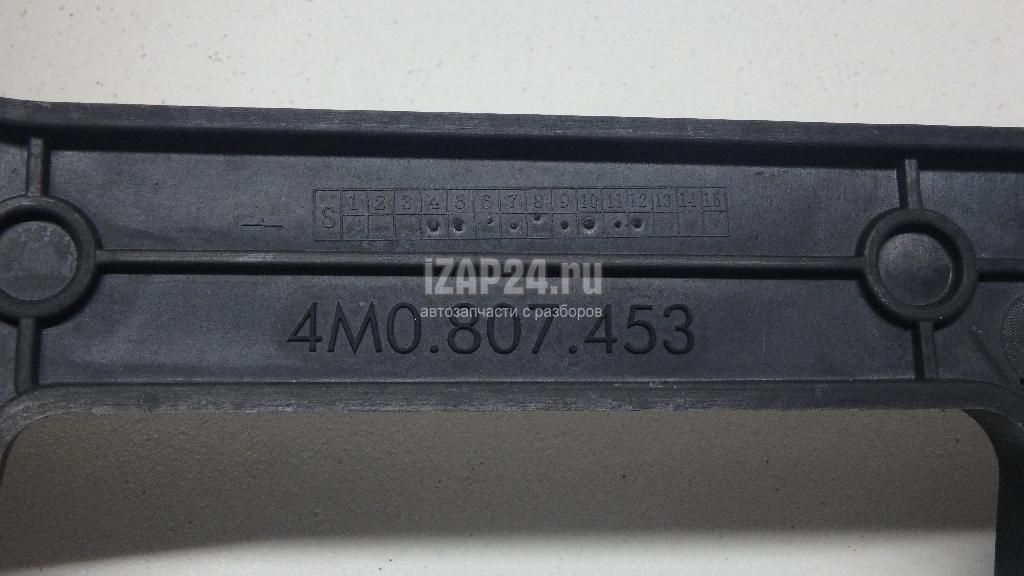 S 1 2 3 4 5 6 7 8 9 10 11 12 13 14 15
iZAP24.ru
автозапчасти с разборов
4M0.807.453